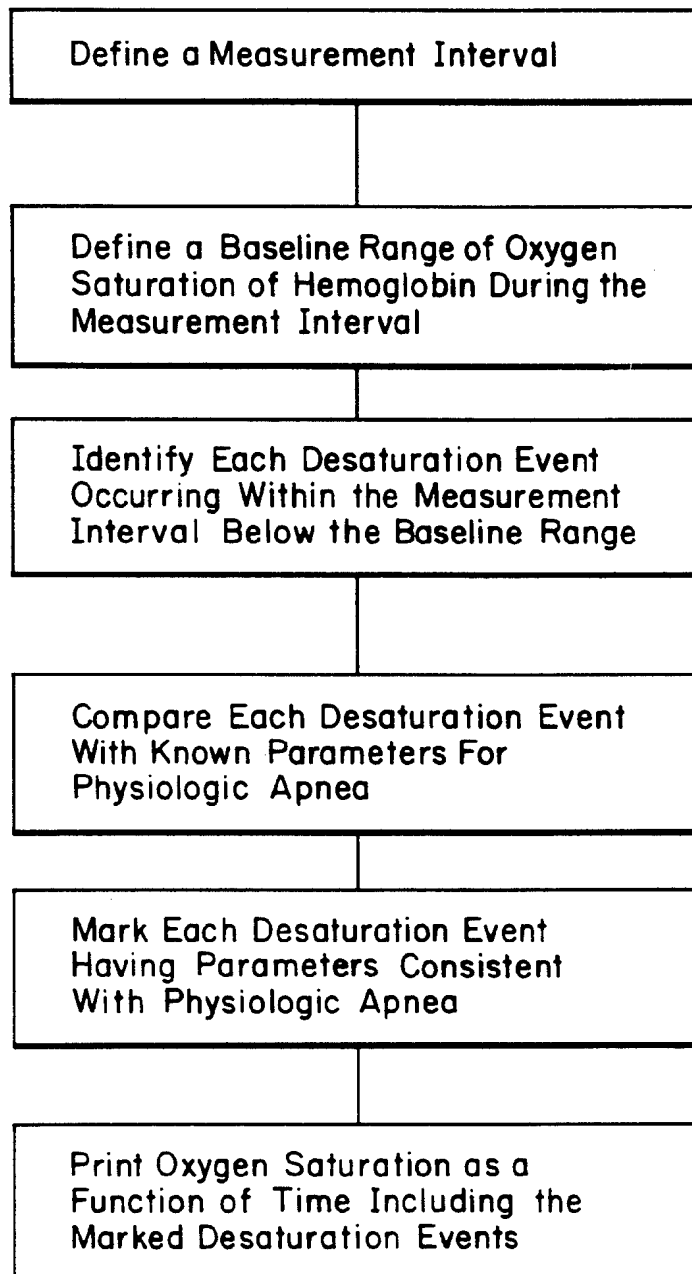 Define a Measurement Interval
Define a Baseline Range of Oxygen
Saturation of Hemoglobin During the
Measurement Interval
Identify Each Desaturation Event
Occurring Within the Measurement
Interval Below the Baseline Range
Compare Each Desaturation Event
With Known Parameters For
Physiologic Apnea
Mark Each Desaturation Event
Having Parameters Consistent
With Physiologic Apnea
Print Oxygen Saturation as a
Function of Time Including the
Marked Desaturation Events